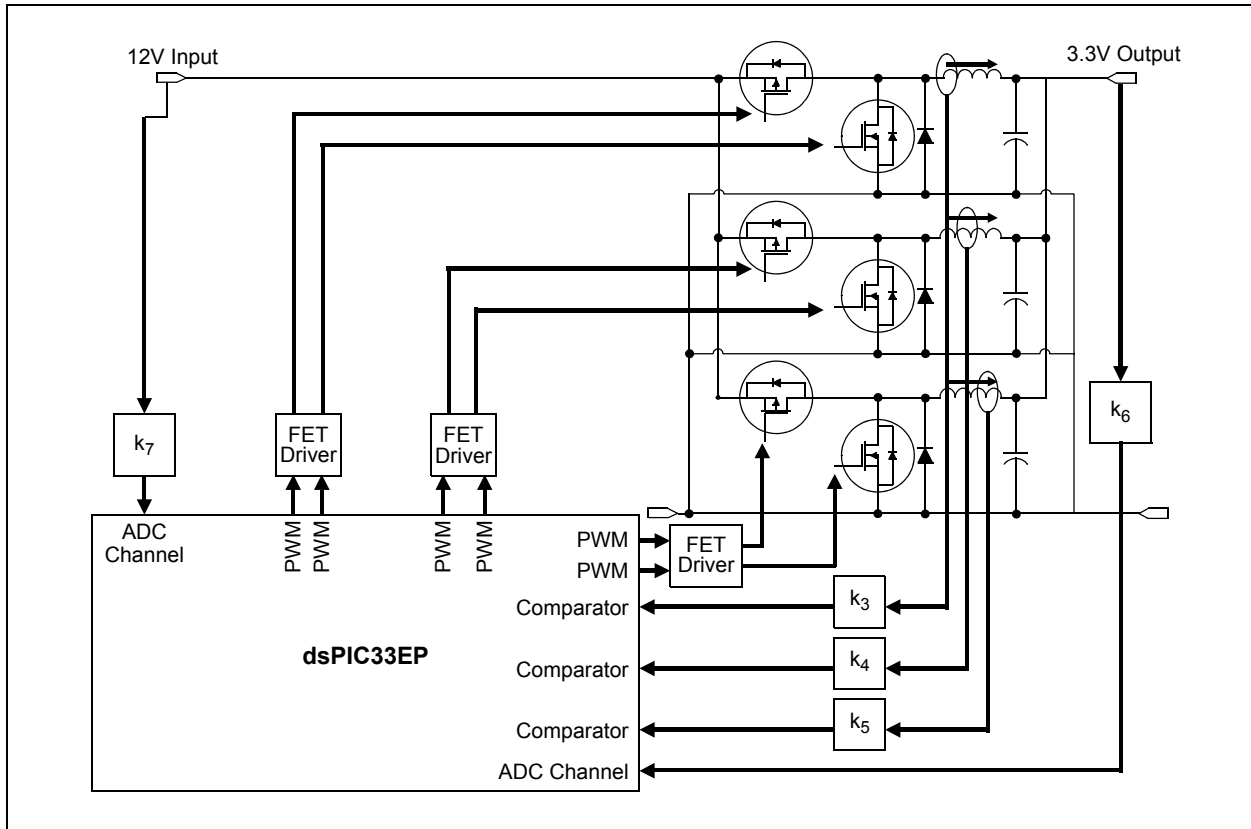 12V Input
3.3V Output
k7
FET
Driver
FET
Driver
k6
ADC
Channel
PWM
PWM
PWM
PWM
PWM
PWM
FET
Driver
k3
Comparator
dsPIC33EP
k4
Comparator
k5
Comparator
ADC Channel